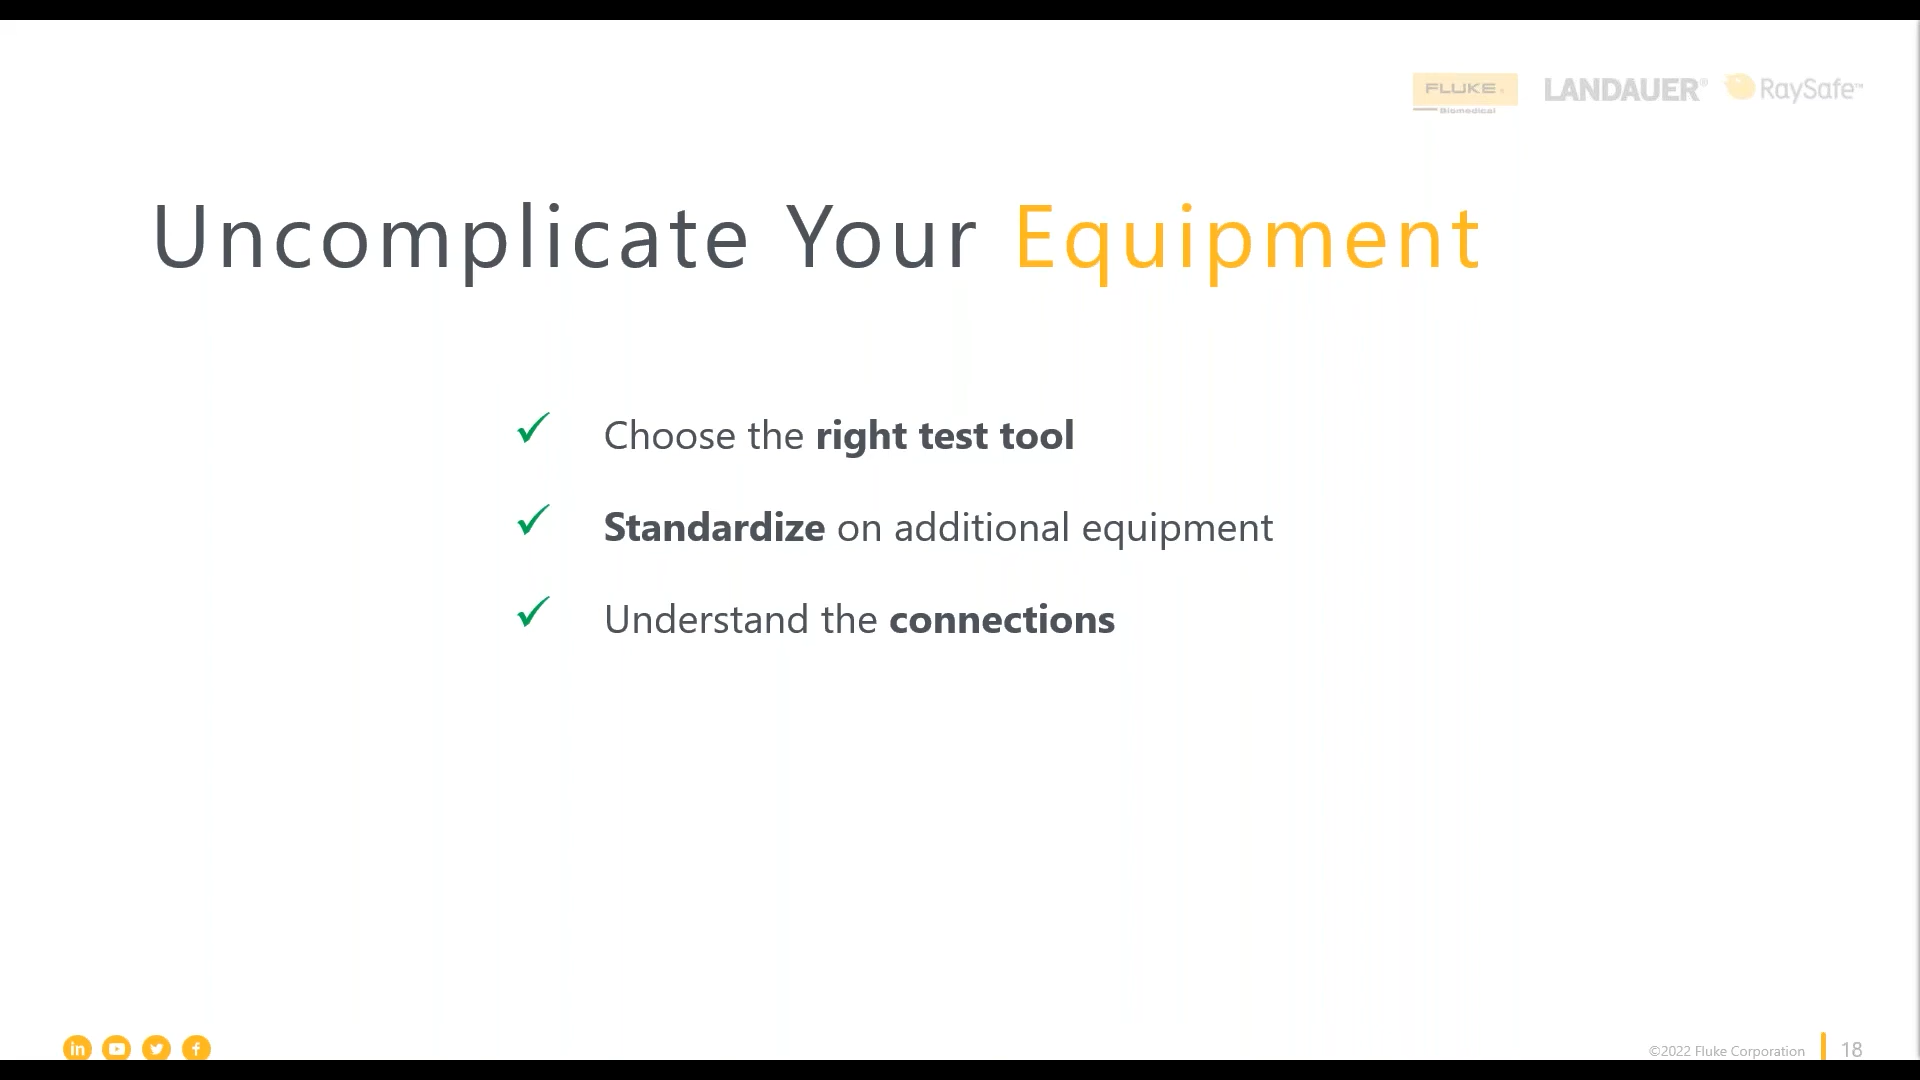 FLUKE
Biomedical
LANDAUER®
RaySafe™
Uncomplicate Your Equipment
✓ Choose the right test tool
✓ Standardize on additional equipment
✓ Understand the connections
in
f
©2022 Fluke Corporation
18